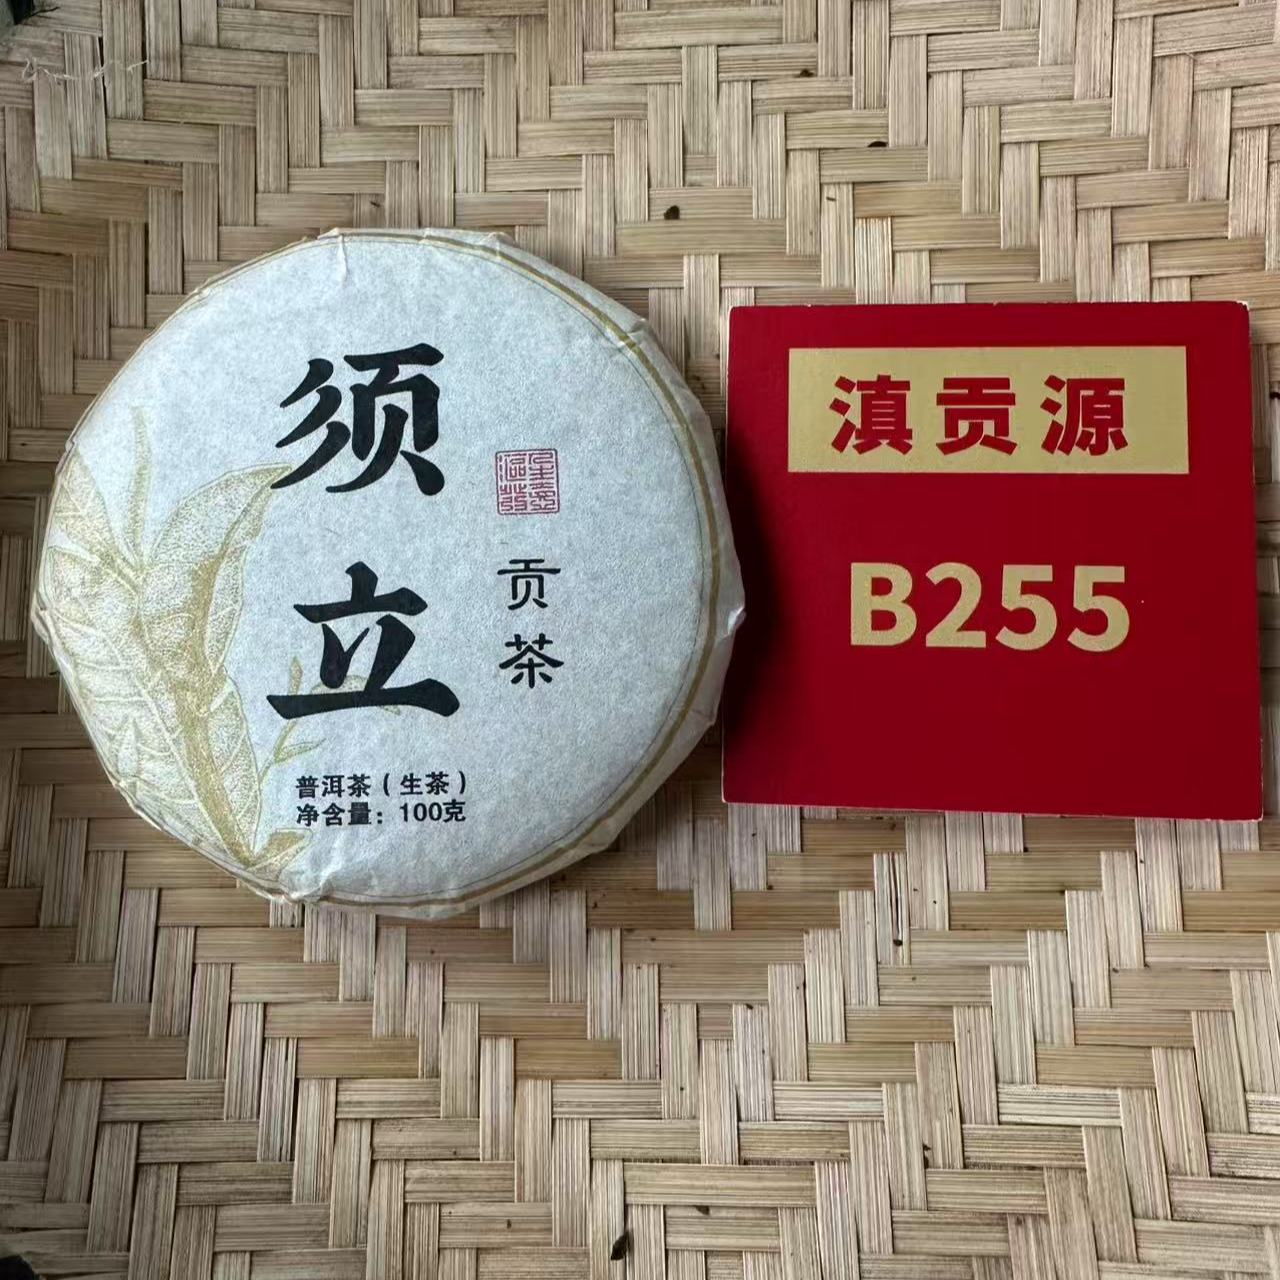 须立
贡茶
普洱茶（生茶）
净含量：100克
滇贡源
B255